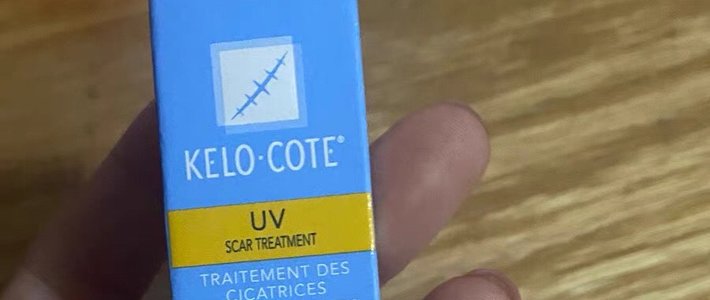 KELO·COTE®
UV
SCAR TREATMENT
TRAITEMENT DES
CICATRICES